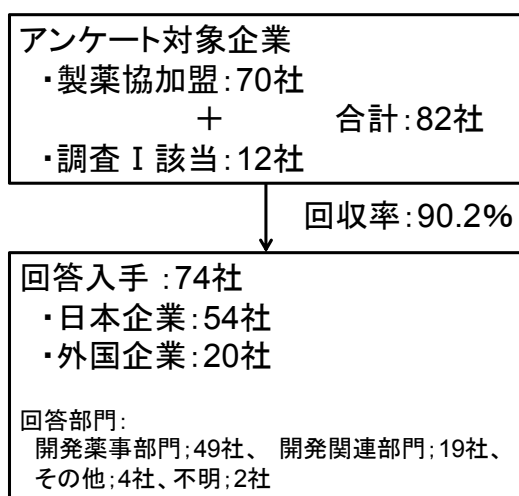 アンケート対象企業
・製薬協加盟:70社
+ 合計:82社
・調査Ⅰ該当:12社
回収率:90.2%
回答入手:74社
・日本企業:54社
・外国企業:20社
回答部門:
開発薬事部門;49社、 開発関連部門;19社、
その他;4社、不明;2社